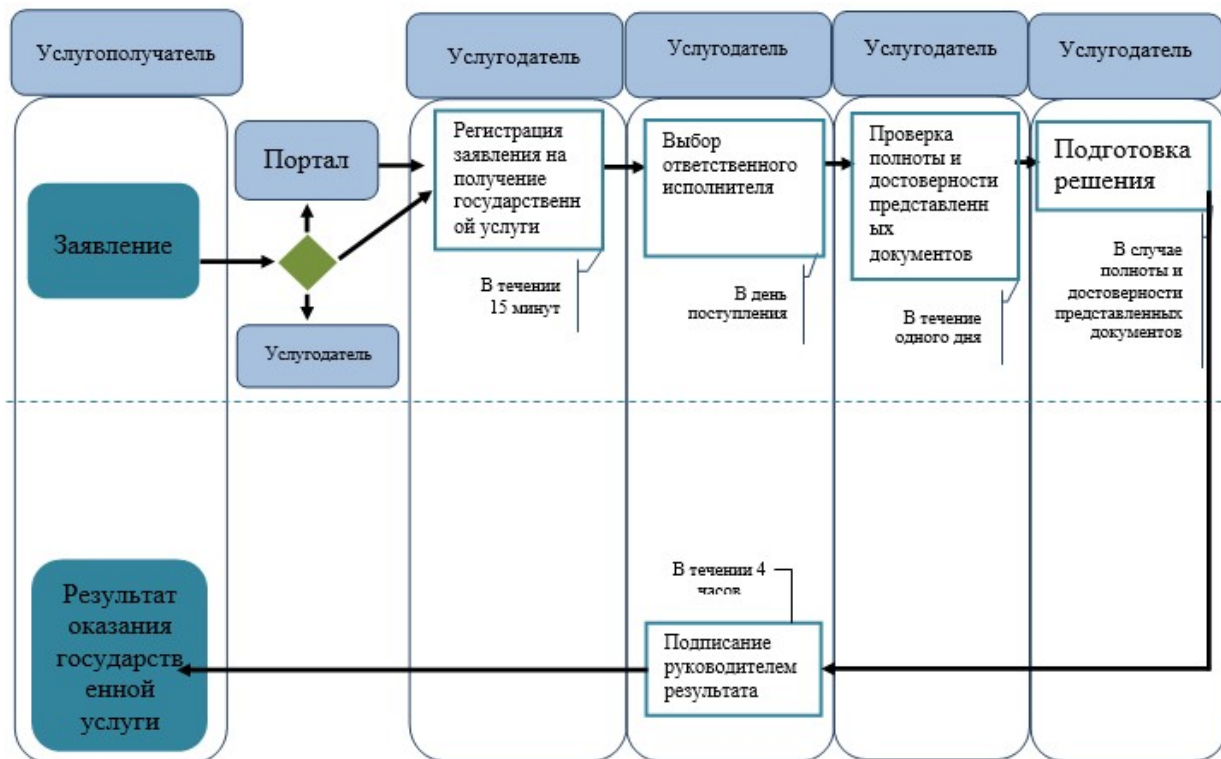 Услугополучатель
Услугодатель
Услугодатель
Услугодатель
Услугодатель
Заявление
Портал
Услугодатель
Регистрация
заявления на
получение
государственн
ой услуги
В течении
15 минут
Выбор
ответственного
исполнителя
В день
поступления
Проверка
полноты и
достоверности
представленн
ых
документов
В течение
одного дня
Подготовка
решения
В случае
полноты и
достоверности
представленных
документов
В течении 4
часов
Подписание
руководителем
результата
Результат
оказания
государств
енной
услуги